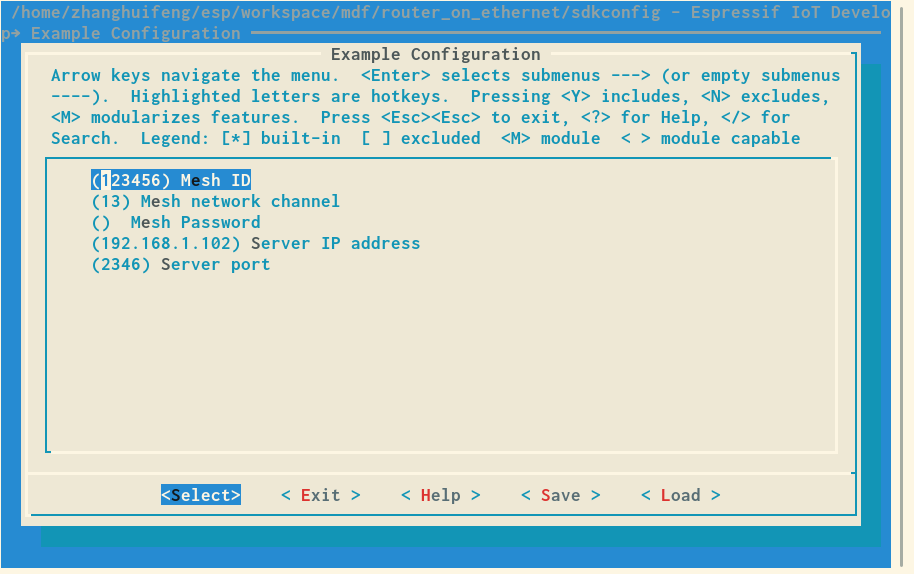 /home/zhanghuifeng/esp/workspace/mdf/router_on_ethernet/sdkconfig - Espressif IoT Develo
p→ Example Configuration
Example Configuration
Arrow keys navigate the menu.  <Enter> selects submenus ---> (or empty submenus
----).  Highlighted letters are hotkeys.  Pressing <Y> includes, <N> excludes,
<M> modularizes features.  Press <Esc><Esc> to exit, <?> for Help, </> for
Search.  Legend: [*] built-in  [ ] excluded  <M> module  < > module capable
(123456) Mesh ID
(13) Mesh network channel
()  Mesh Password
(192.168.1.102) Server IP address
(2346) Server port
<Select>    < Exit >    < Help >    < Save >    < Load >